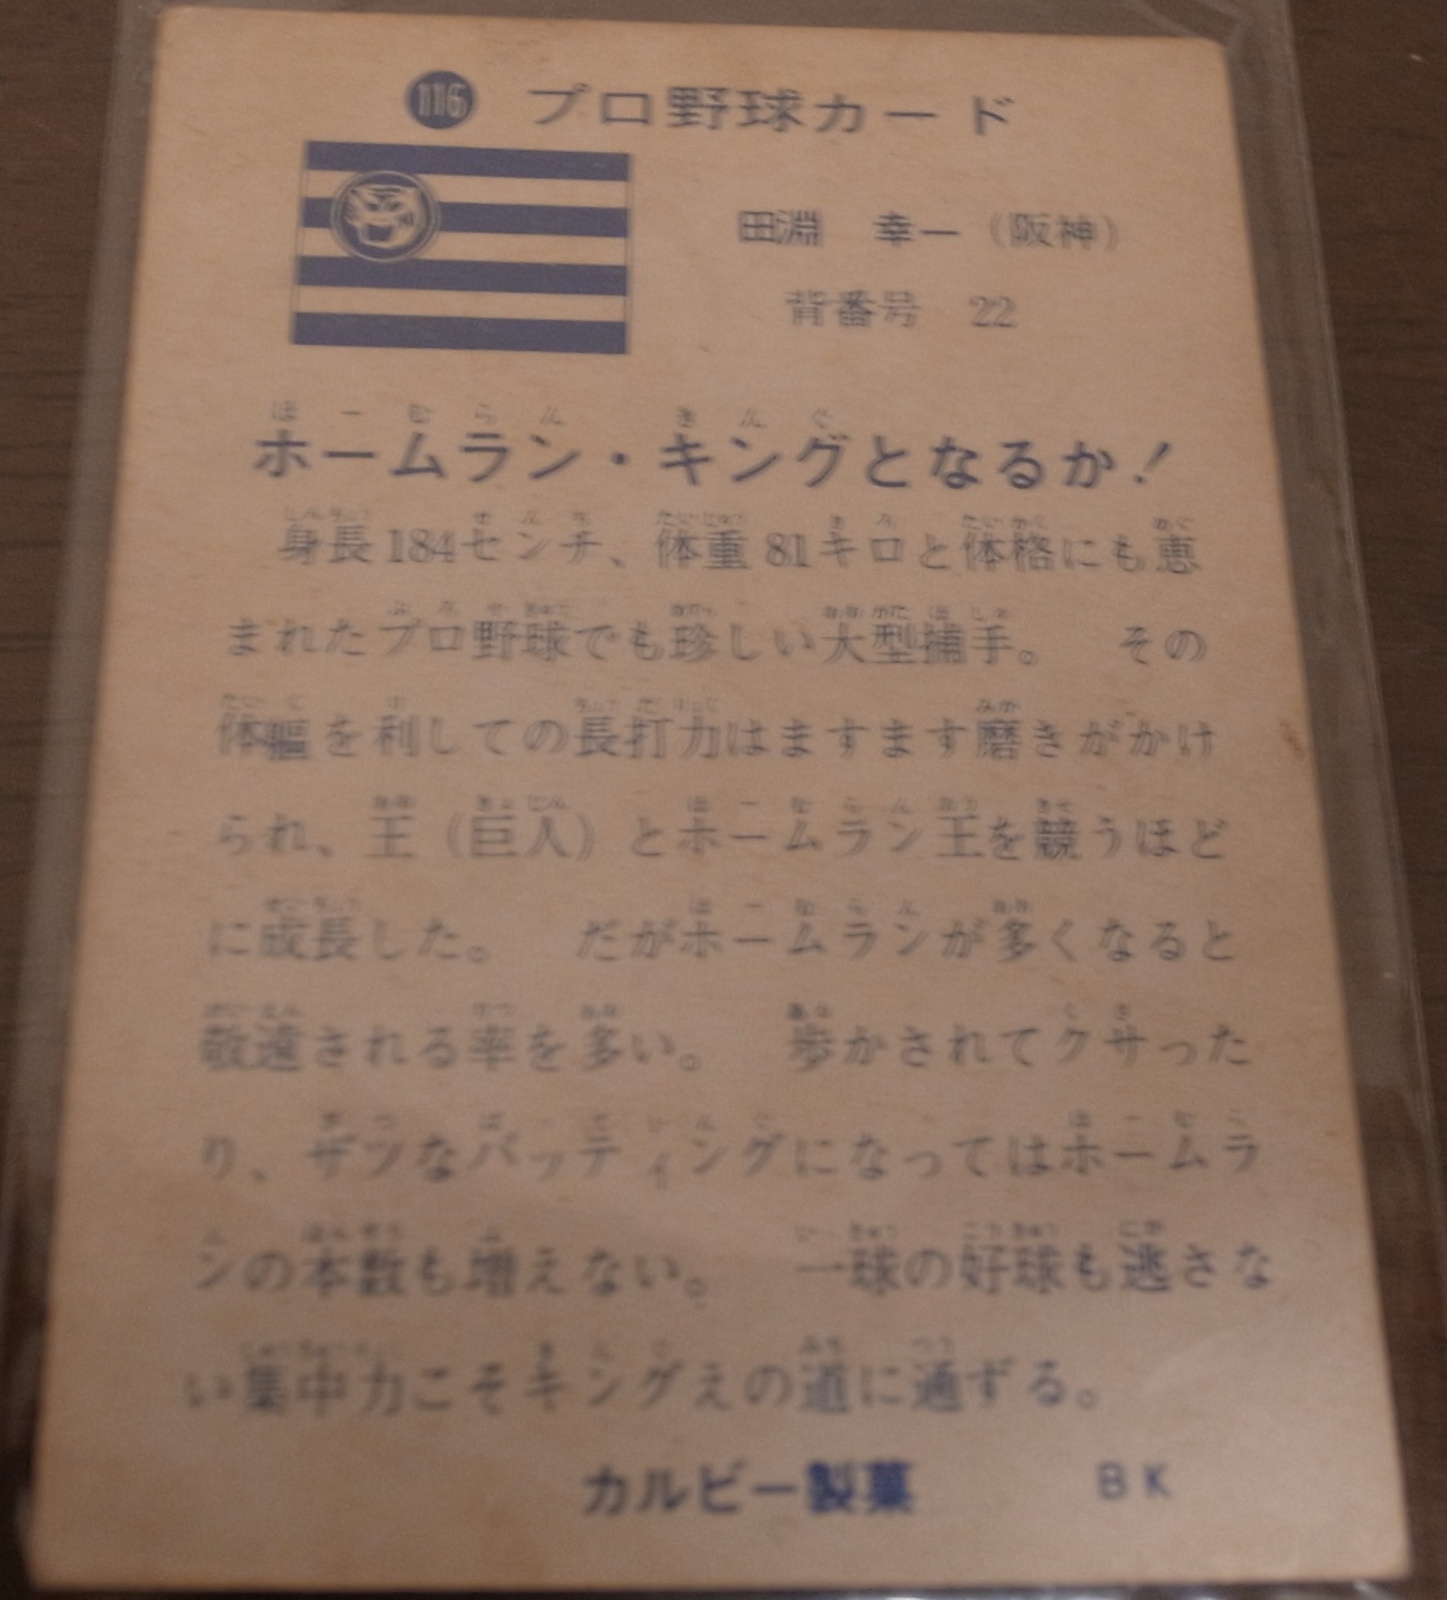 116 プロ野球カード
田淵 幸一（阪神）
背番号 22
ホームラン・キングとなるか！
身長184センチ、体重81キロと体格にも恵
まれたプロ野球でも珍しい大型捕手。 その
体軀を利しての長打力はますます磨きがかけ
られ、王（巨人）とホームラン王を競うほど
に成長した。 だがホームランが多くなると
敬遠される率を多い。 歩かされてクサった
り、ザツなバッティングになってはホームラ
ンの本数も増えない。 一球の好球も逃さな
い集中力こそキングえの道に通ずる。
カルビー製菓 BK